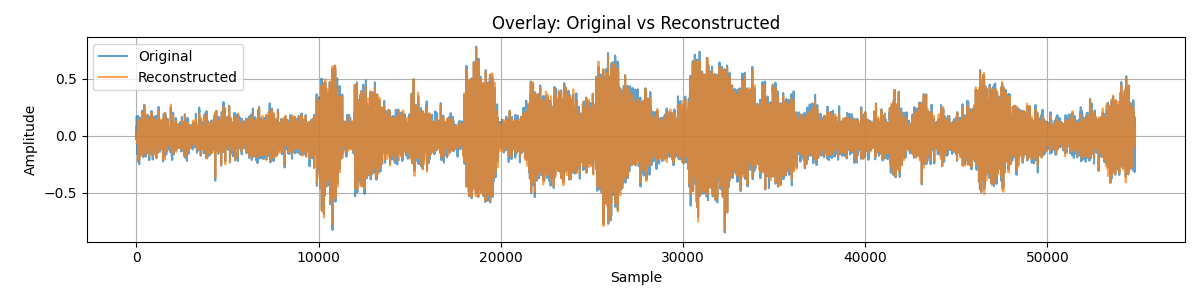 Overlay: Original vs Reconstructed
Original
Reconstructed
Amplitude
0.5
0.0
−0.5
0 10000 20000 30000 40000 50000
Sample